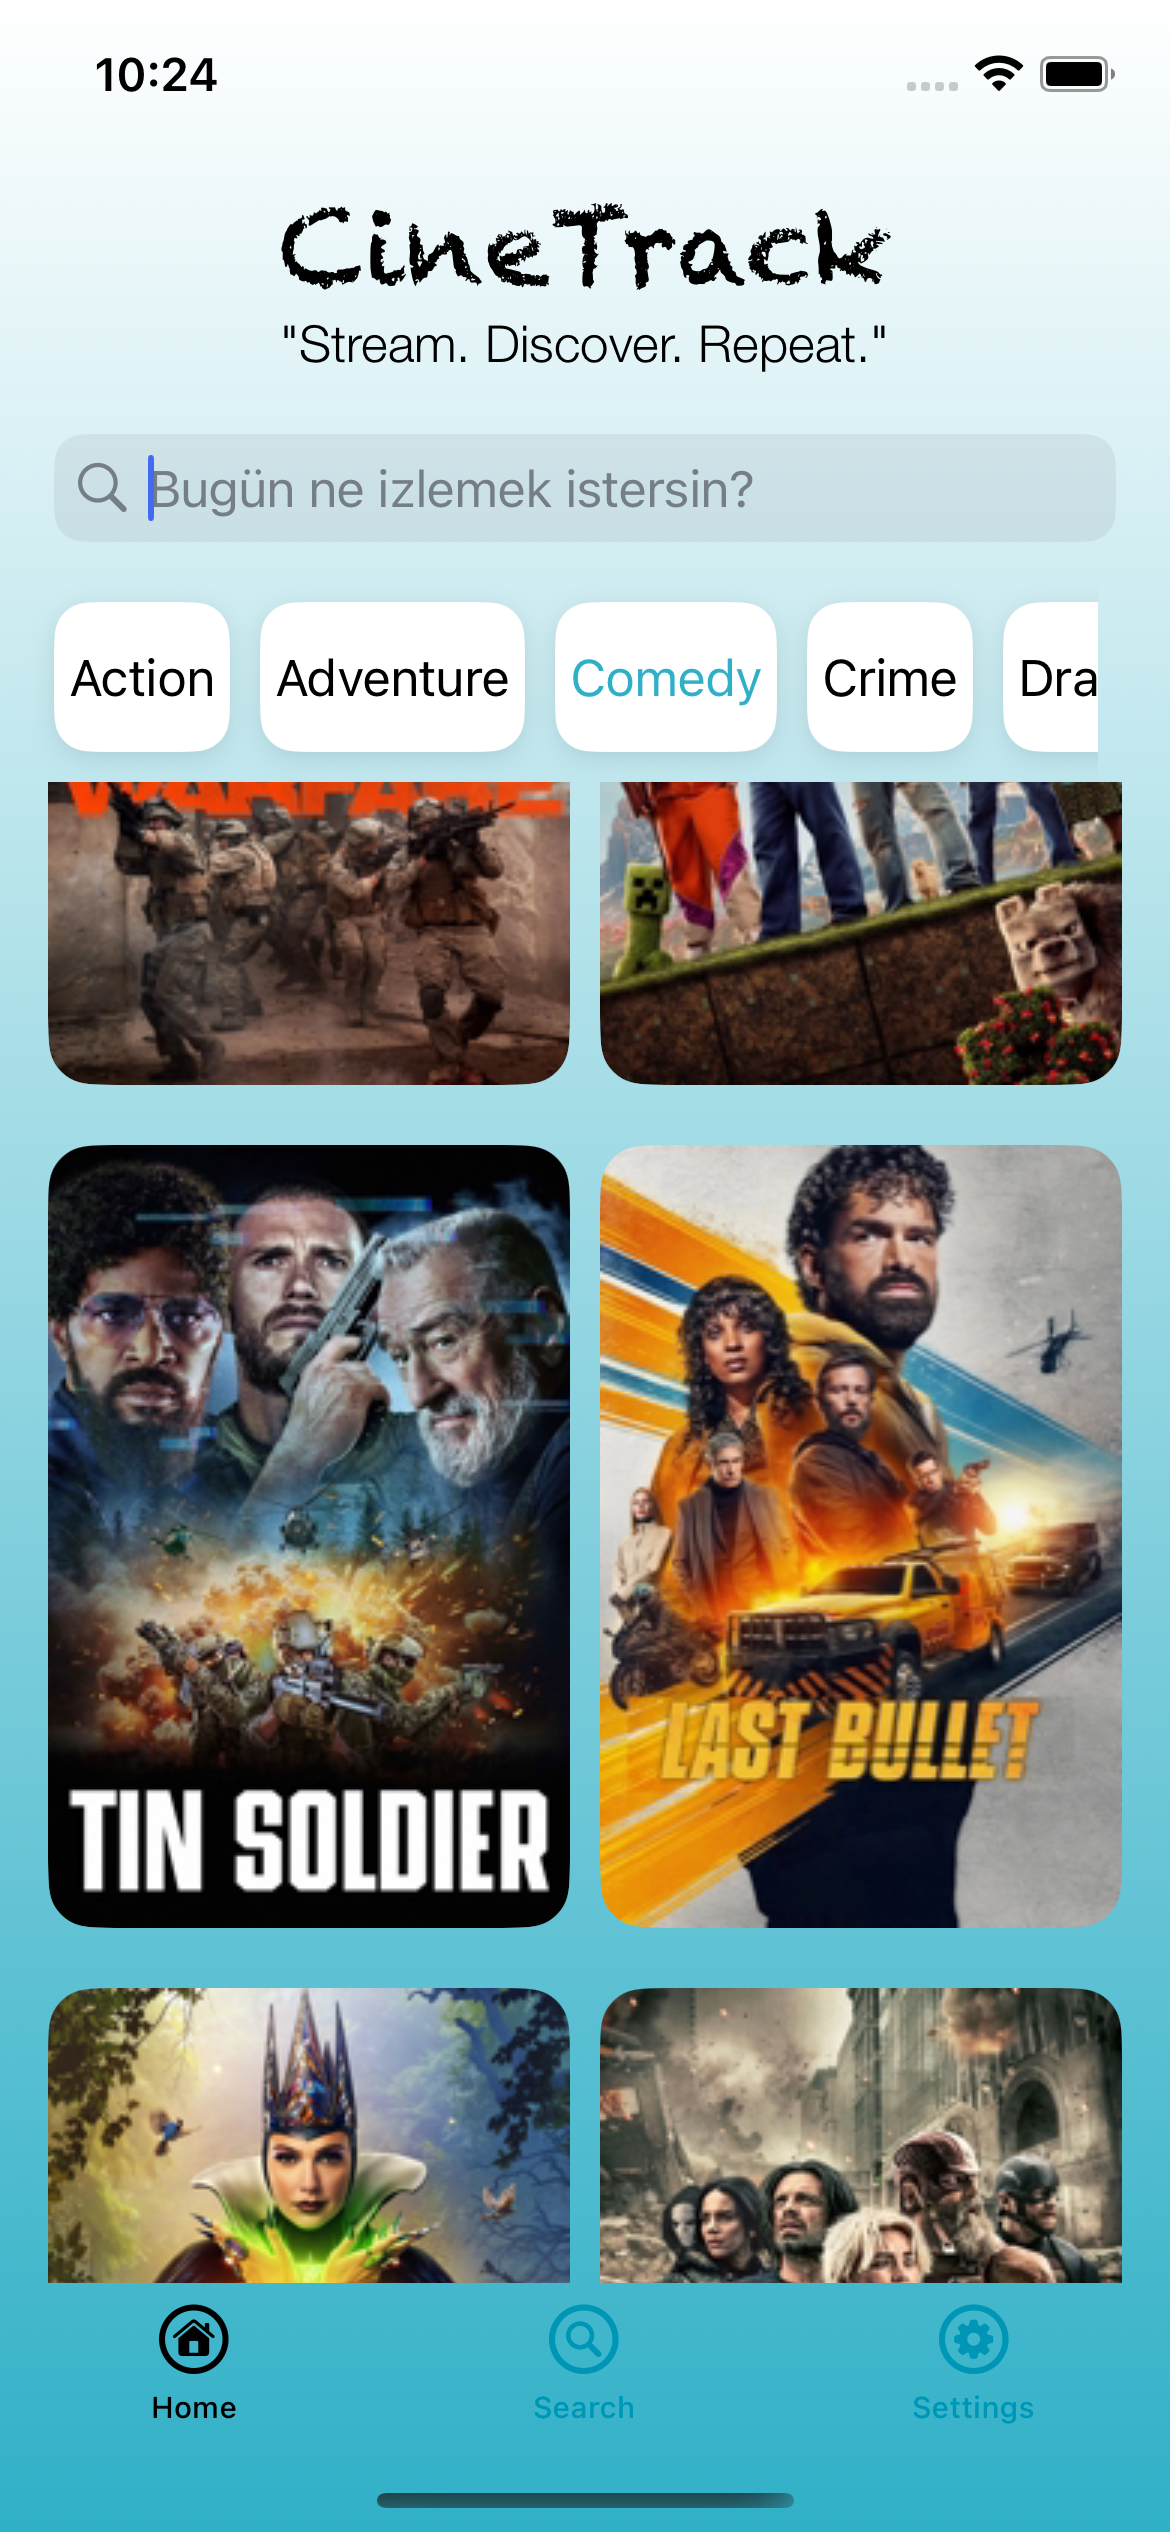 10:24
CineTrack
"Stream. Discover. Repeat."
Bugün ne izlemek istersin?
Action Adventure Comedy Crime Dra
WARFARE
TIN SOLDIER
LAST BULLET
Home Search Settings